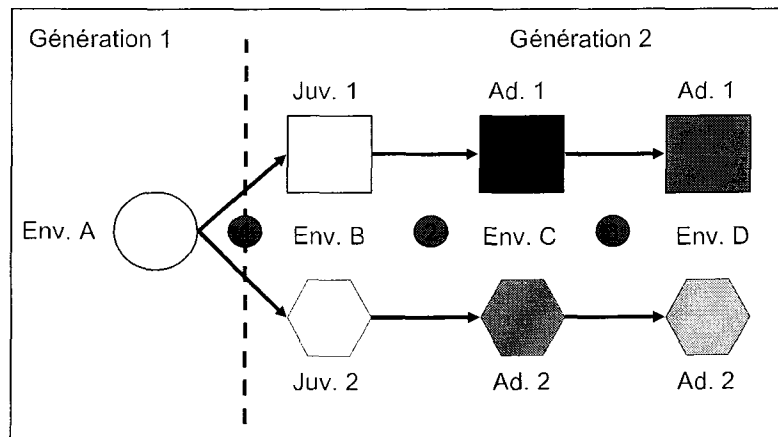 Génération 1
Génération 2
Juv. 1
Ad. 1
Ad. 1
Env. A
Env. B
2
Env. C
Env. D
Juv. 2
Ad. 2
Ad. 2